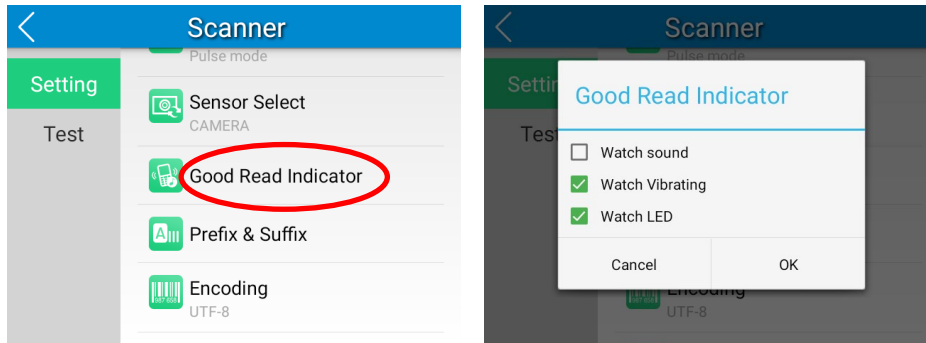 Scanner
Pulse mode
Setting
Sensor Select
CAMERA
Test
Good Read Indicator
Prefix & Suffix
Encoding
UTF-8
Scanner
Pulse mode
Settin
Good Read Indicator
Test
Watch sound
Watch Vibrating
Watch LED
Cancel
OK
Encoding
UTF-8